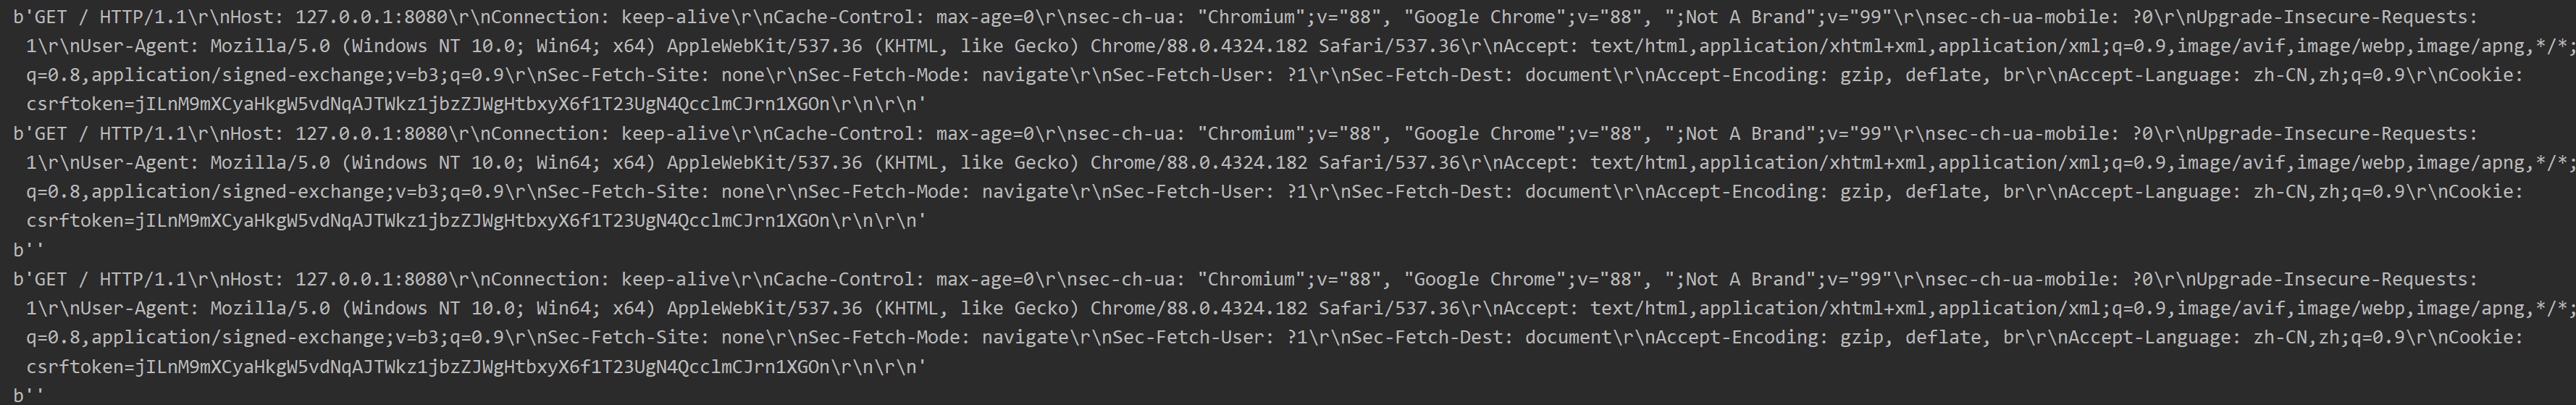 b'GET / HTTP/1.1\r\nHost: 127.0.0.1:8080\r\nConnection: keep-alive\r\nCache-Control: max-age=0\r\nsec-ch-ua: "Chromium";v="88", "Google Chrome";v="88", ";Not A Brand";v="99"\r\nsec-ch-ua-mobile: ?0\r\nUpgrade-Insecure-Requests:
1\r\nUser-Agent: Mozilla/5.0 (Windows NT 10.0; Win64; x64) AppleWebKit/537.36 (KHTML, like Gecko) Chrome/88.0.4324.182 Safari/537.36\r\nAccept: text/html,application/xhtml+xml,application/xml;q=0.9,image/avif,image/webp,image/apng,*/*;
q=0.8,application/signed-exchange;v=b3;q=0.9\r\nSec-Fetch-Site: none\r\nSec-Fetch-Mode: navigate\r\nSec-Fetch-User: ?1\r\nSec-Fetch-Dest: document\r\nAccept-Encoding: gzip, deflate, br\r\nAccept-Language: zh-CN,zh;q=0.9\r\nCookie:
csrftoken=jILnM9mXCyaHkgW5vdNqAJTWkz1jbzZJWgHtbxyX6f1T23UgN4QcclmCJrn1XGOn\r\n\r\n'
b'GET / HTTP/1.1\r\nHost: 127.0.0.1:8080\r\nConnection: keep-alive\r\nCache-Control: max-age=0\r\nsec-ch-ua: "Chromium";v="88", "Google Chrome";v="88", ";Not A Brand";v="99"\r\nsec-ch-ua-mobile: ?0\r\nUpgrade-Insecure-Requests:
1\r\nUser-Agent: Mozilla/5.0 (Windows NT 10.0; Win64; x64) AppleWebKit/537.36 (KHTML, like Gecko) Chrome/88.0.4324.182 Safari/537.36\r\nAccept: text/html,application/xhtml+xml,application/xml;q=0.9,image/avif,image/webp,image/apng,*/*;
q=0.8,application/signed-exchange;v=b3;q=0.9\r\nSec-Fetch-Site: none\r\nSec-Fetch-Mode: navigate\r\nSec-Fetch-User: ?1\r\nSec-Fetch-Dest: document\r\nAccept-Encoding: gzip, deflate, br\r\nAccept-Language: zh-CN,zh;q=0.9\r\nCookie:
csrftoken=jILnM9mXCyaHkgW5vdNqAJTWkz1jbzZJWgHtbxyX6f1T23UgN4QcclmCJrn1XGOn\r\n\r\n'
b''
b'GET / HTTP/1.1\r\nHost: 127.0.0.1:8080\r\nConnection: keep-alive\r\nCache-Control: max-age=0\r\nsec-ch-ua: "Chromium";v="88", "Google Chrome";v="88", ";Not A Brand";v="99"\r\nsec-ch-ua-mobile: ?0\r\nUpgrade-Insecure-Requests:
1\r\nUser-Agent: Mozilla/5.0 (Windows NT 10.0; Win64; x64) AppleWebKit/537.36 (KHTML, like Gecko) Chrome/88.0.4324.182 Safari/537.36\r\nAccept: text/html,application/xhtml+xml,application/xml;q=0.9,image/avif,image/webp,image/apng,*/*;
q=0.8,application/signed-exchange;v=b3;q=0.9\r\nSec-Fetch-Site: none\r\nSec-Fetch-Mode: navigate\r\nSec-Fetch-User: ?1\r\nSec-Fetch-Dest: document\r\nAccept-Encoding: gzip, deflate, br\r\nAccept-Language: zh-CN,zh;q=0.9\r\nCookie:
csrftoken=jILnM9mXCyaHkgW5vdNqAJTWkz1jbzZJWgHtbxyX6f1T23UgN4QcclmCJrn1XGOn\r\n\r\n'
b''